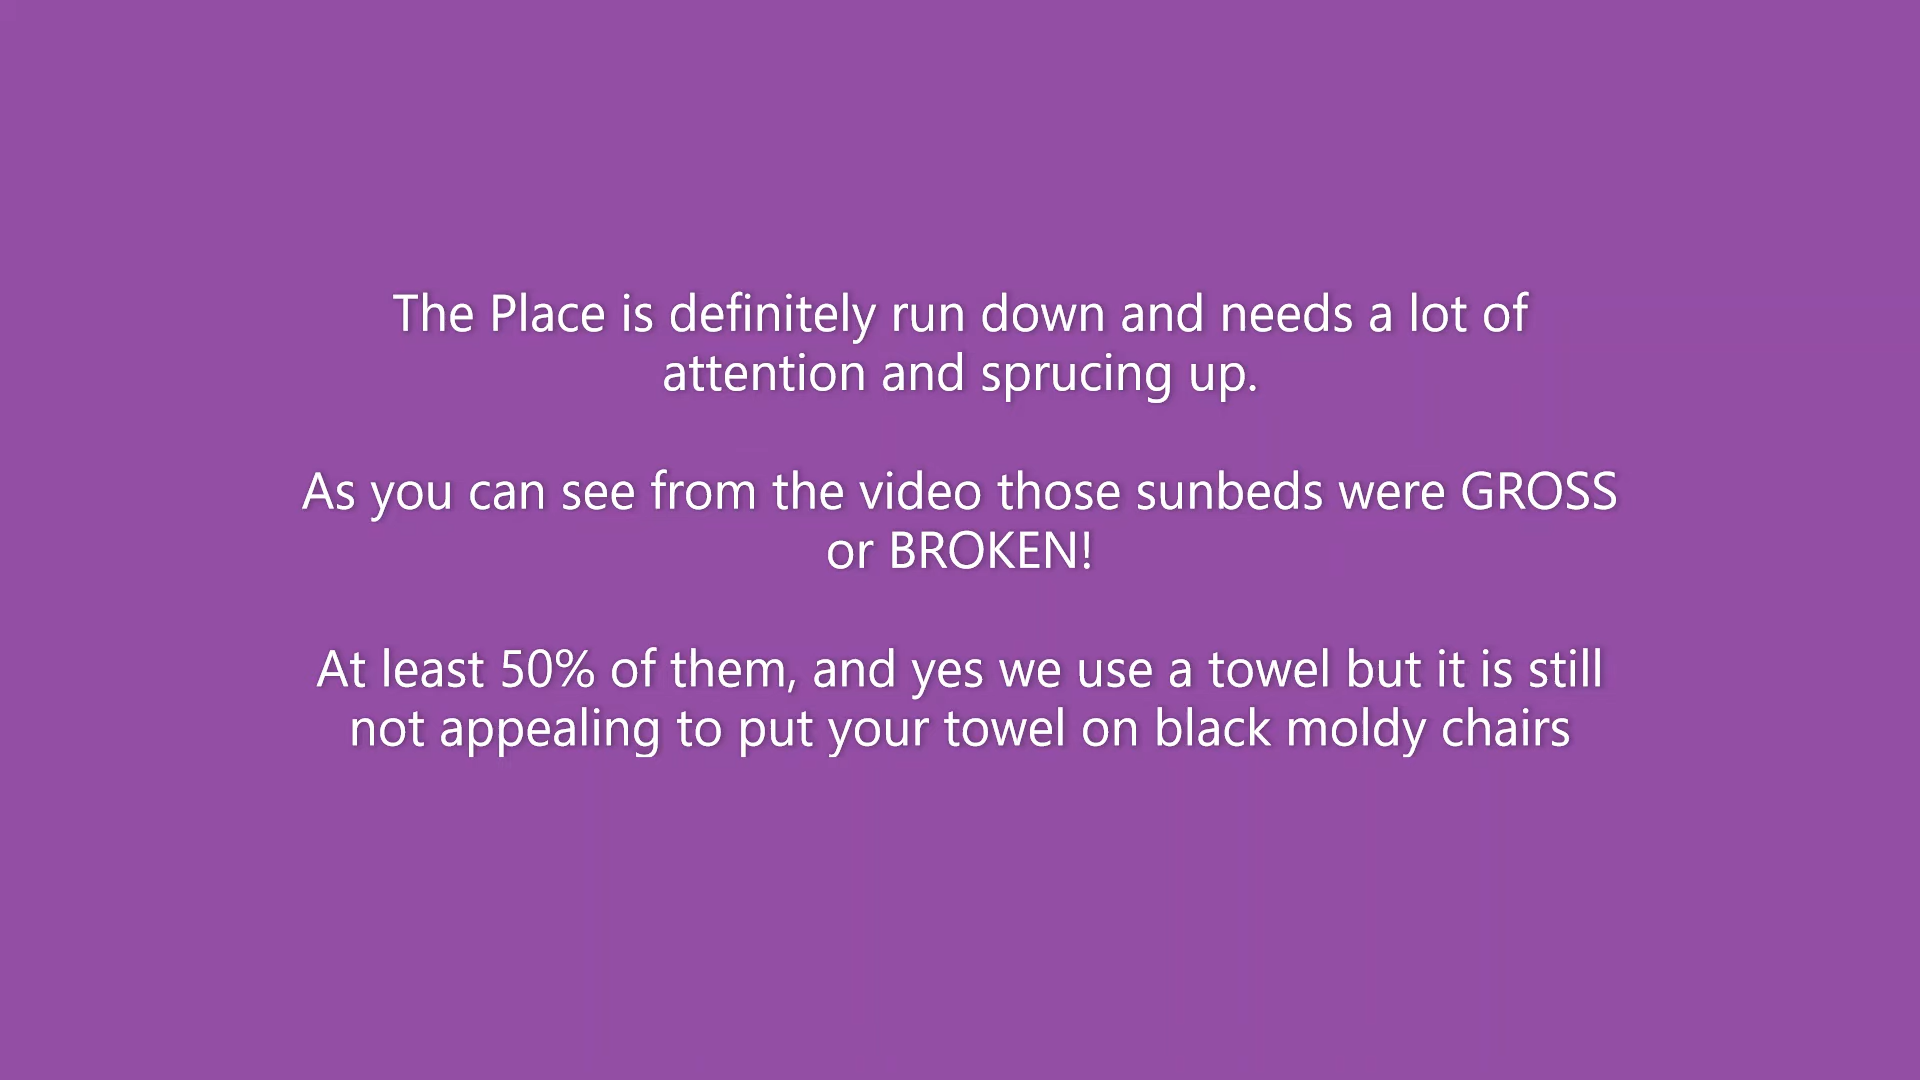 The Place is definitely run down and needs a lot of
attention and sprucing up.
As you can see from the video those sunbeds were GROSS
or BROKEN!
At least 50% of them, and yes we use a towel but it is still
not appealing to put your towel on black moldy chairs